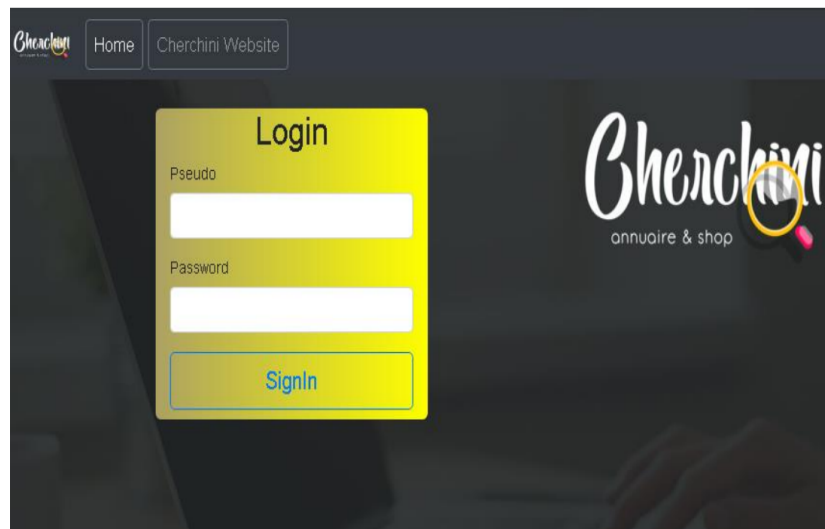 Cherchini
Home
Cherchini Website
Login
Pseudo
Password
SignIn
Cherchini
annuaire & shop